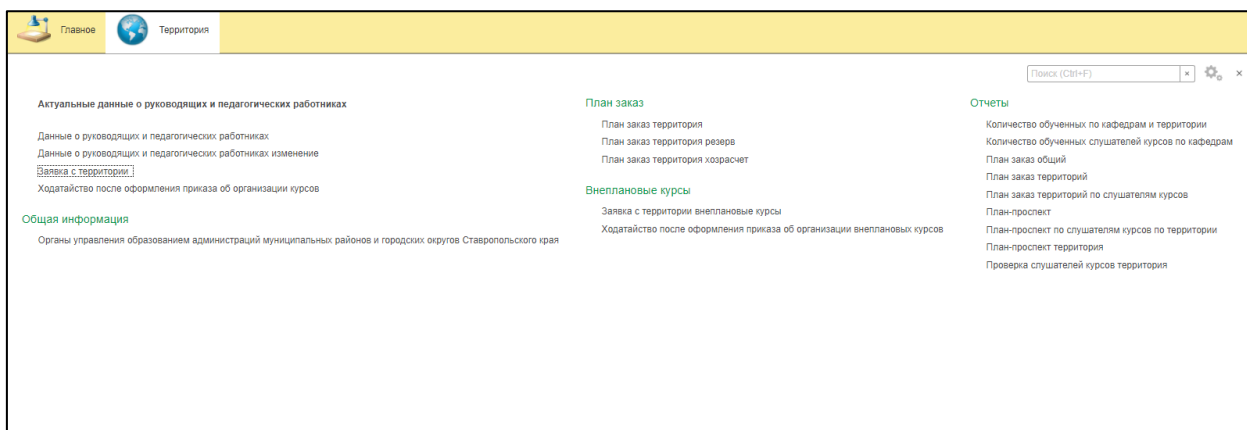 Главное
Территория
Поиск (Ctrl+F)
Актуальные данные о руководящих и педагогических работниках
Данные о руководящих и педагогических работниках
Данные о руководящих и педагогических работниках изменение
Заявка с территории
Ходатайство после оформления приказа об организации курсов
Общая информация
Органы управления образованием администраций муниципальных районов и городских округов Ставропольского края
План заказ
План заказ территория
План заказ территория резерв
План заказ территория хозрасчет
Внеплановые курсы
Заявка с территории внеплановые курсы
Ходатайство после оформления приказа об организации внеплановых курсов
Отчеты
Количество обученных по кафедрам и территории
Количество обученных слушателей курсов по кафедрам
План заказ общий
План заказ территорий
План заказ территорий по слушателям курсов
План-проспект
План-проспект по слушателям курсов по территории
План-проспект территория
Проверка слушателей курсов территория